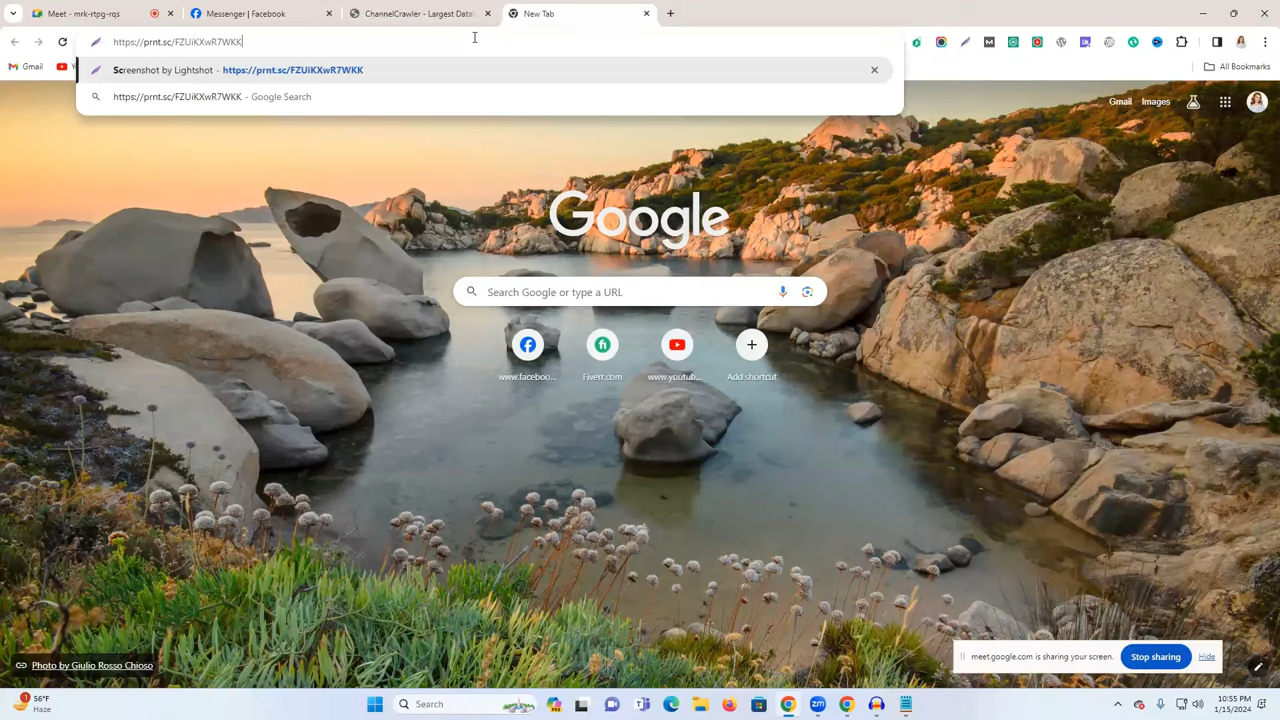 Meet - mrk-rtpg-rqs
Messenger | Facebook
ChannelCrawler - Largest Datab
New Tab
https://prnt.sc/FZUiKXwR7WKK
Gmail
All Bookmarks
Screenshot by Lightshot - https://prnt.sc/FZUiKXwR7WKK
https://prnt.sc/FZUiKXwR7WKK - Google Search
Gmail Images
Google
Search Google or type a URL
www.faceboo...
Fiverr.com
www.youtub...
Add shortcut
meet.google.com is sharing your screen.
Stop sharing
Hide
Photo by Giulio Rosso Chioso
1
56°F
Haze
Search
10:55 PM
1/15/2024